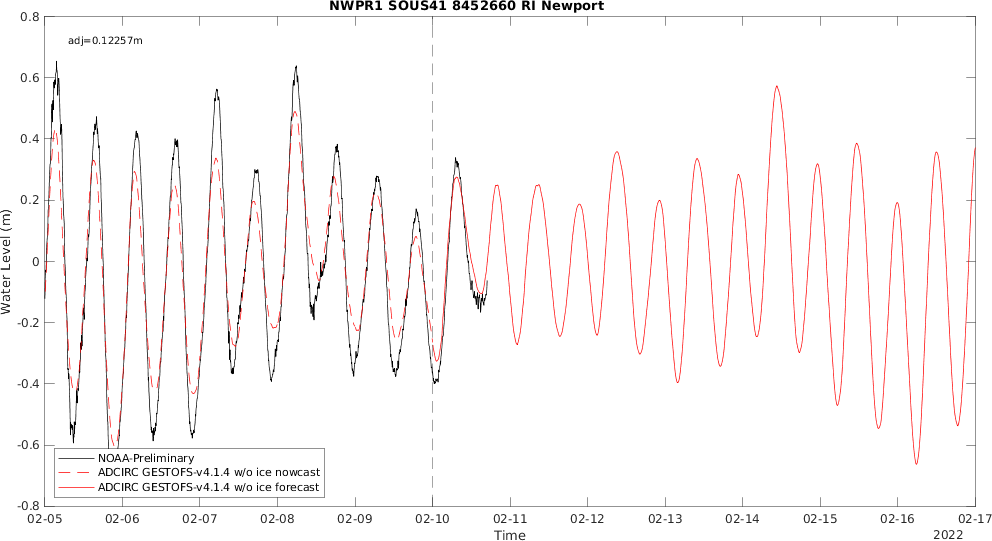 NWPR1 SOUS41 8452660 RI Newport
adj=0.12257m
0.8
0.6
0.4
0.2
0
-0.2
-0.4
-0.6
-0.8
Water Level (m)
NOAA-Preliminary
ADCIRC GESTOFS-v4.1.4 w/o ice nowcast
ADCIRC GESTOFS-v4.1.4 w/o ice forecast
02-05 02-06 02-07 02-08 02-09 02-10 02-11 02-12 02-13 02-14 02-15 02-16 02-17
Time
2022